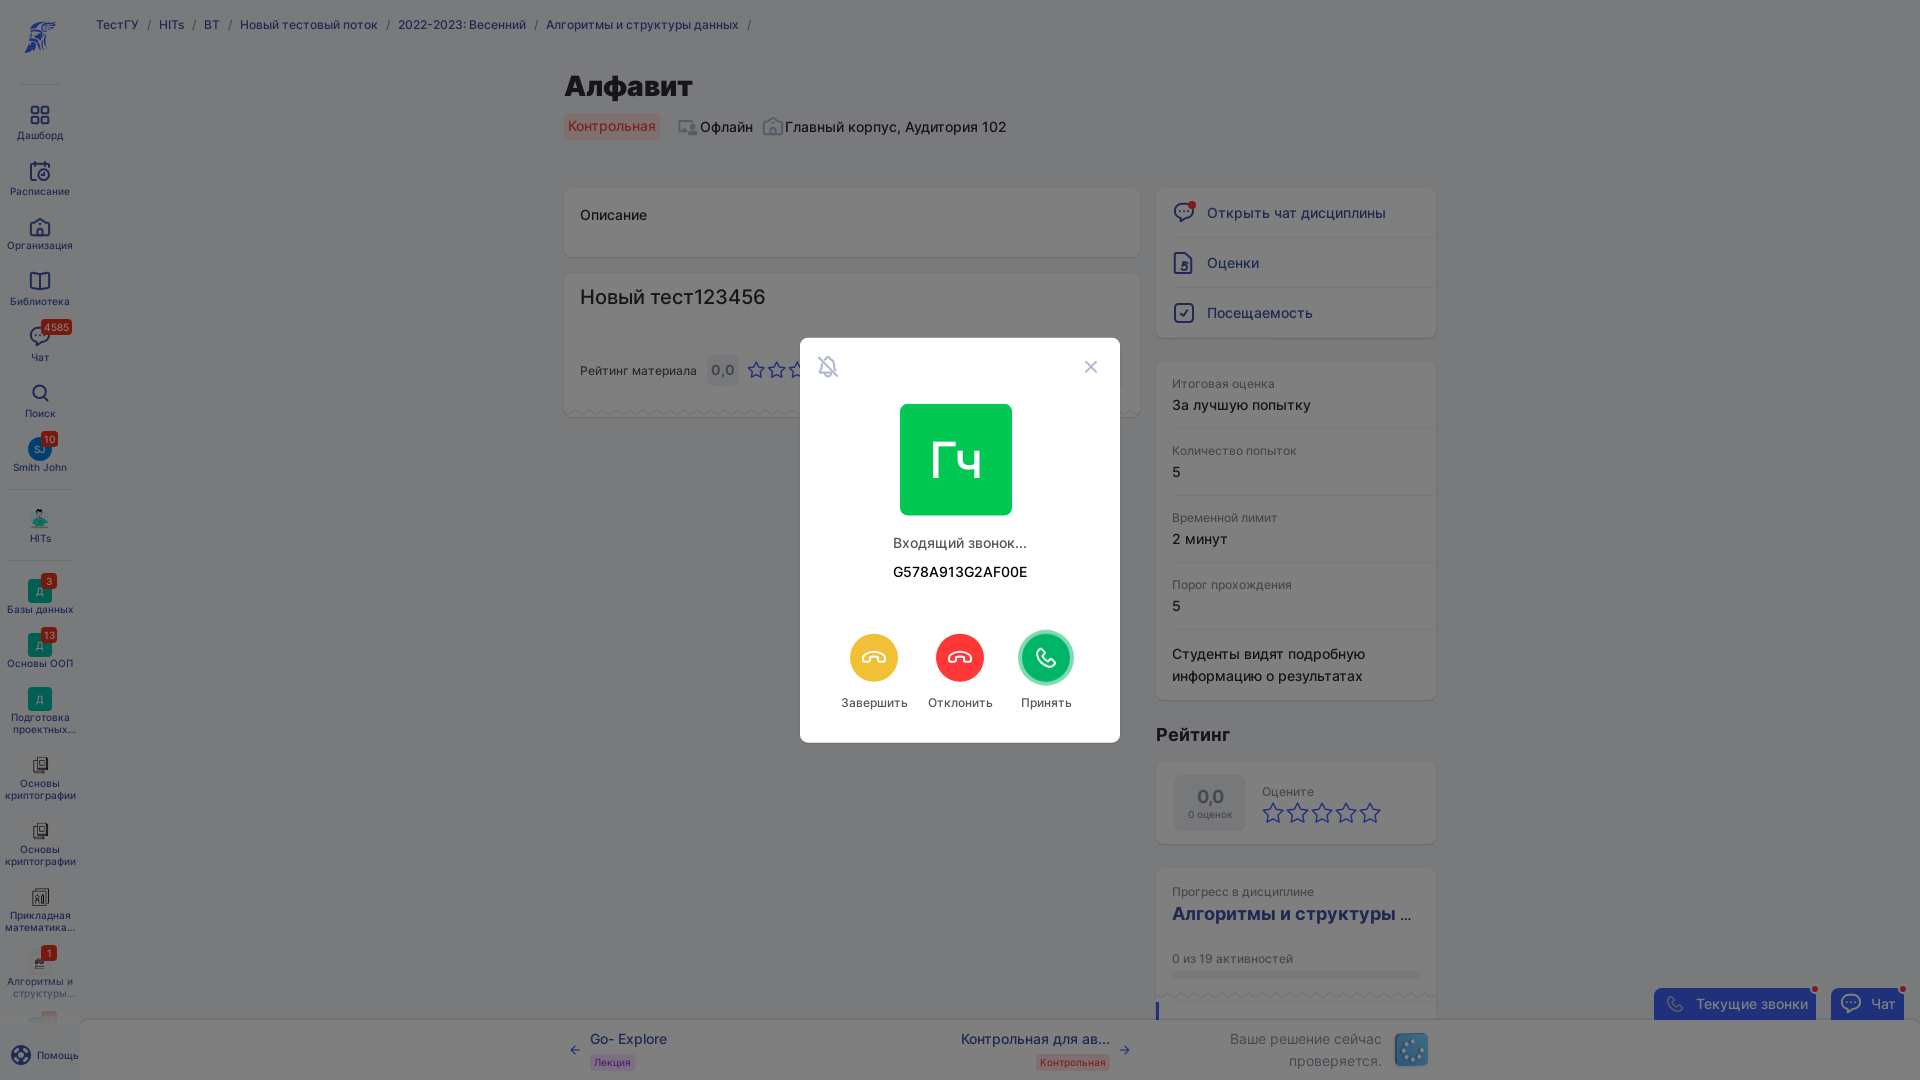 ТестГУ / HITs / ВТ / Новый тестовый поток / 2022-2023: Весенний / Алгоритмы и структуры данных /
Дашборд
Расписание
Организация
Библиотека
4585
Чат
Поиск
10
SJ
Smith John
HITs
3
Д
Базы данных
13
Д
Основы ООП
Д
Подготовка
проектных...
Основы
криптографии
Основы
криптографии
Прикладная
математика...
1
Алгоритмы и
структуры...
Помощь
Алфавит
Контрольная
Офлайн
Главный корпус, Аудитория 102
Описание
Новый тест123456
Рейтинг материала
0,0
Гч
Входящий звонок...
G578A913G2AF00E
Завершить
Отклонить
Принять
Открыть чат дисциплины
Оценки
Посещаемость
Итоговая оценка
За лучшую попытку
Количество попыток
5
Временной лимит
2 минут
Порог прохождения
5
Студенты видят подробную
информацию о результатах
Рейтинг
0,0
0 оценок
Оцените
Прогресс в дисциплине
Алгоритмы и структуры ...
0 из 19 активностей
Текущие звонки
Чат
Go- Explore
Лекция
Контрольная для ав...
Контрольная
Ваше решение сейчас
проверяется.